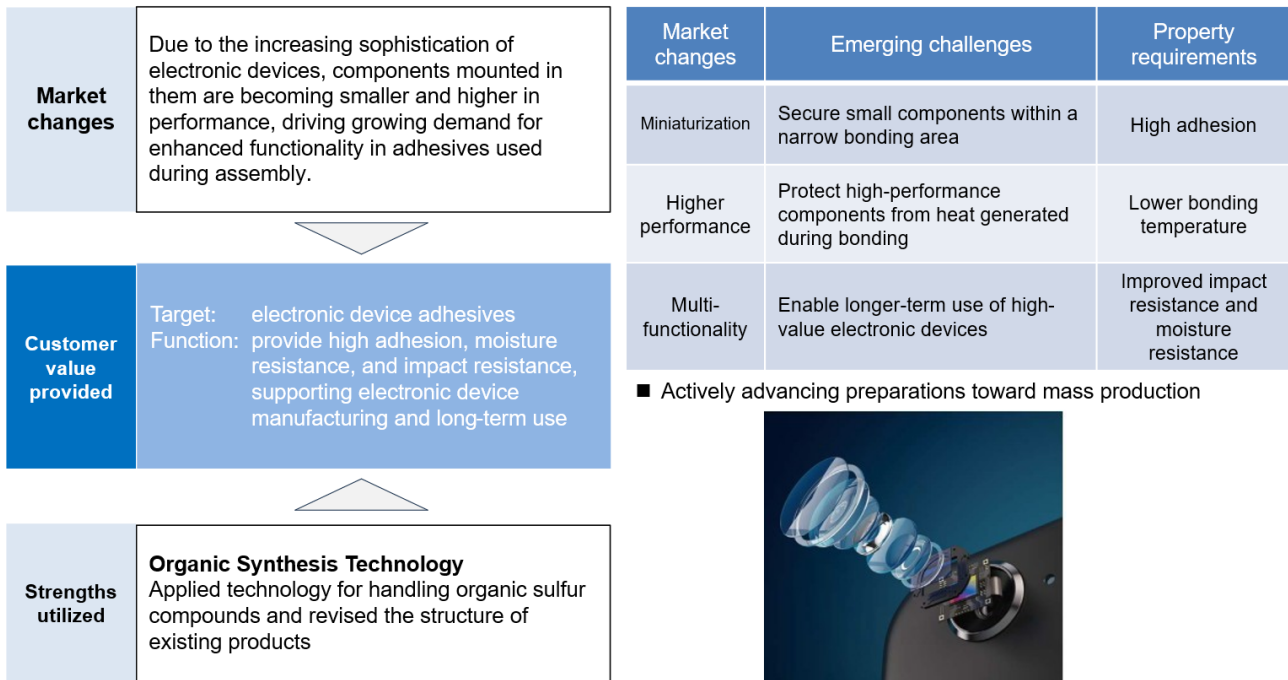 Market
changes
Due to the increasing sophistication of
electronic devices, components mounted in
them are becoming smaller and higher in
performance, driving growing demand for
enhanced functionality in adhesives used
during assembly.
Customer
value
provided
Target: electronic device adhesives
Function: provide high adhesion, moisture
resistance, and impact resistance,
supporting electronic device
manufacturing and long-term use
Strengths
utilized
Organic Synthesis Technology
Applied technology for handling organic sulfur
compounds and revised the structure of
existing products
Market
changes
Emerging challenges
Property
requirements
Miniaturization
Secure small components within a
narrow bonding area
High adhesion
Higher
performance
Protect high-performance
components from heat generated
during bonding
Lower bonding
temperature
Multi-
functionality
Enable longer-term use of high-
value electronic devices
Improved impact
resistance and
moisture
resistance
■ Actively advancing preparations toward mass production